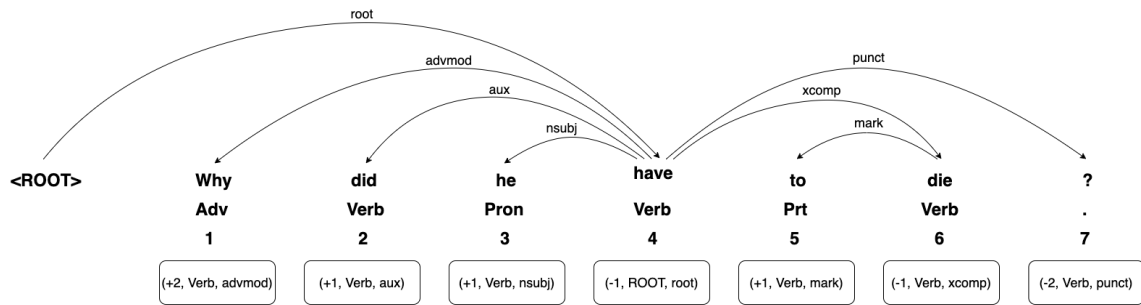 root
advmod
punct
aux
xcomp
nsubj
mark
<ROOT> Why did he have to die ?
Adv Verb Pron Verb Prt Verb .
1 2 3 4 5 6 7
(+2, Verb, advmod) (+1, Verb, aux) (+1, Verb, nsubj) (-1, ROOT, root) (+1, Verb, mark) (-1, Verb, xcomp) (-2, Verb, punct)